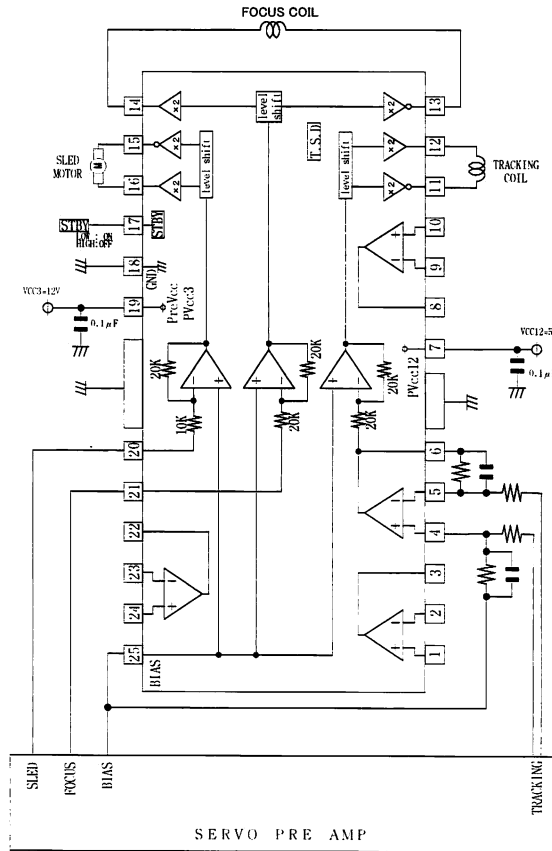 FOCUS COIL
14
×2
level shift
×2
13
15
×2
×2
12
SLED MOTOR
M
level shift
T.S.D
level shift
TRACKING COIL
16
×2
×2
11
STBY
LOW : ON
HIGH:OFF
17
STBY
10
18
GND
9
VCC3=12V
19
PreVcc
PVcc3
8
0.1μF
VCC12=5
7
PVcc12
0.1μ
20K
20K
20K
10K
20K
20K
20
6
21
5
22
4
23
3
24
2
25
BIAS
1
SLED
FOCUS
BIAS
TRACKING
SERVO PRE AMP